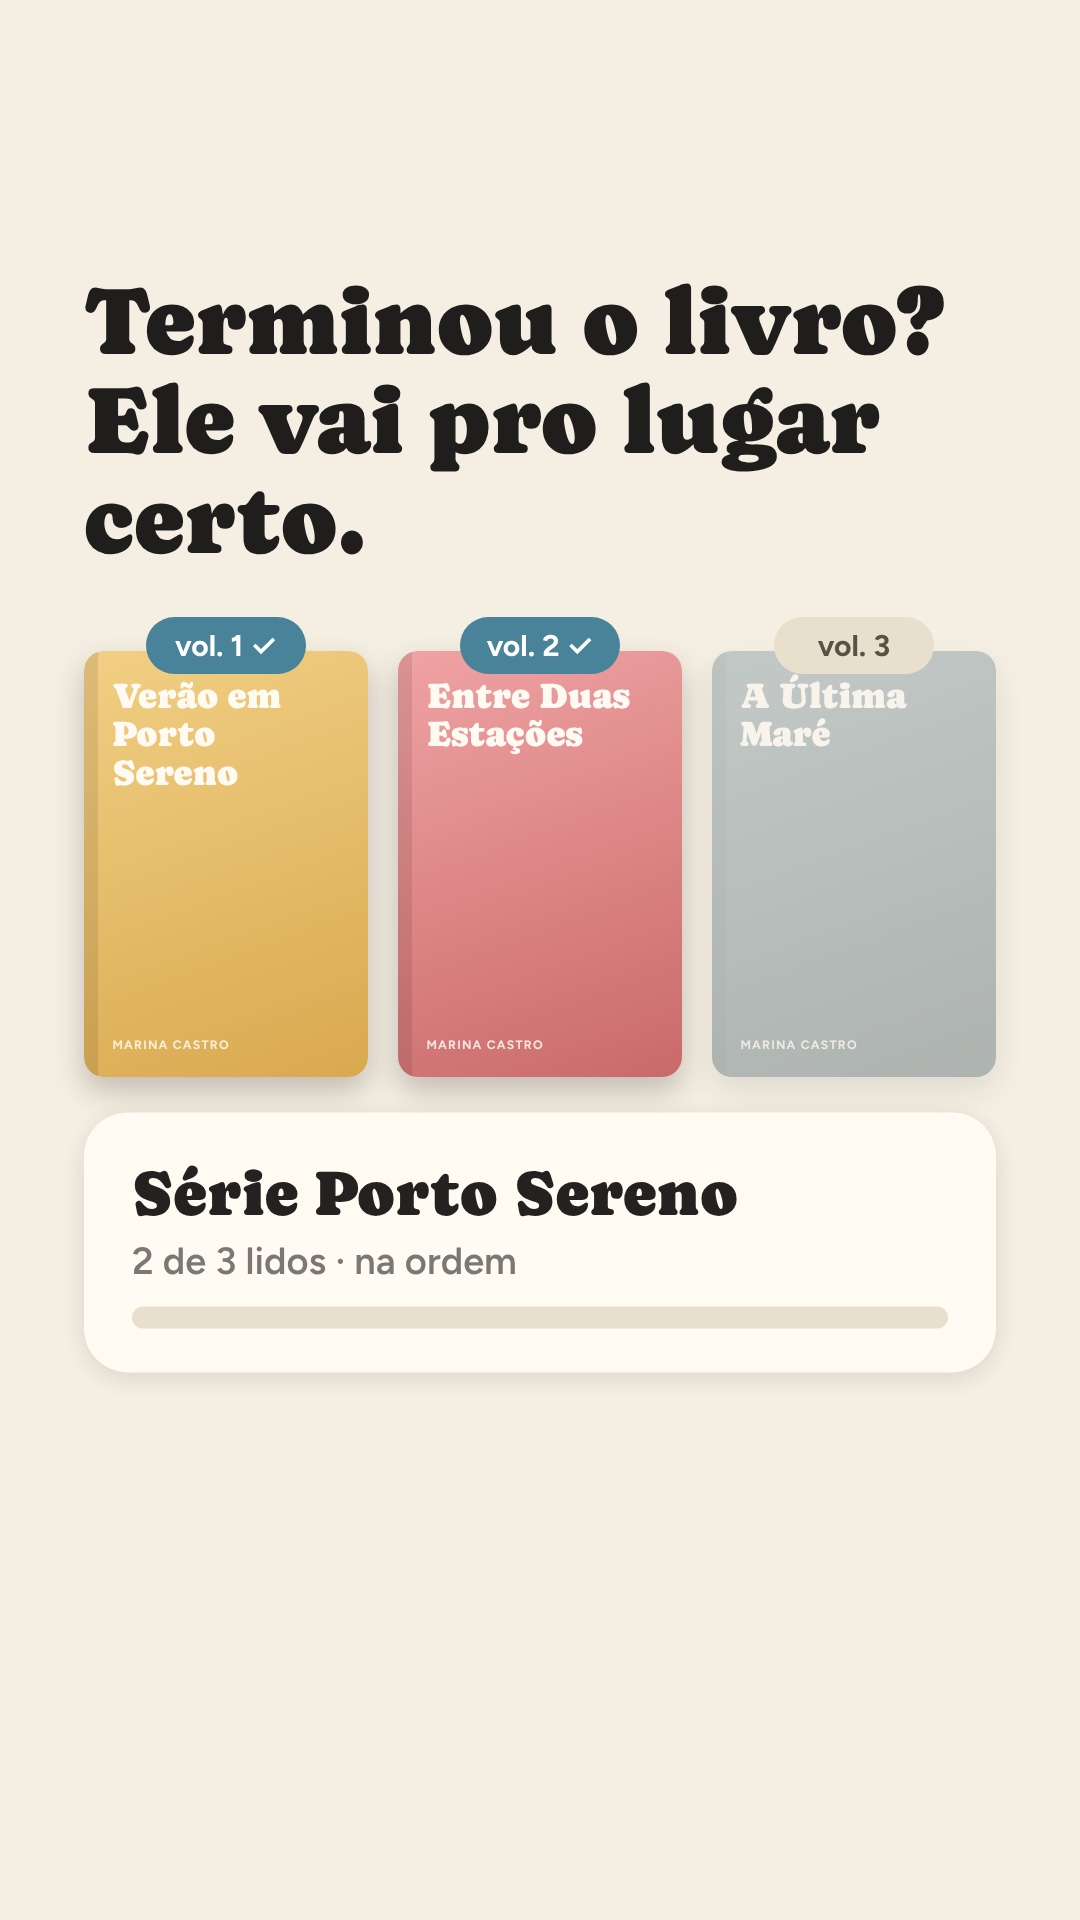 Terminou o livro?
Ele vai pro lugar
certo.
vol. 1 ✓
vol. 2 ✓
vol. 3
Verão em
Porto
Sereno
MARINA CASTRO
Entre Duas
Estações
MARINA CASTRO
A Última
Maré
MARINA CASTRO
Série Porto Sereno
2 de 3 lidos · na ordem